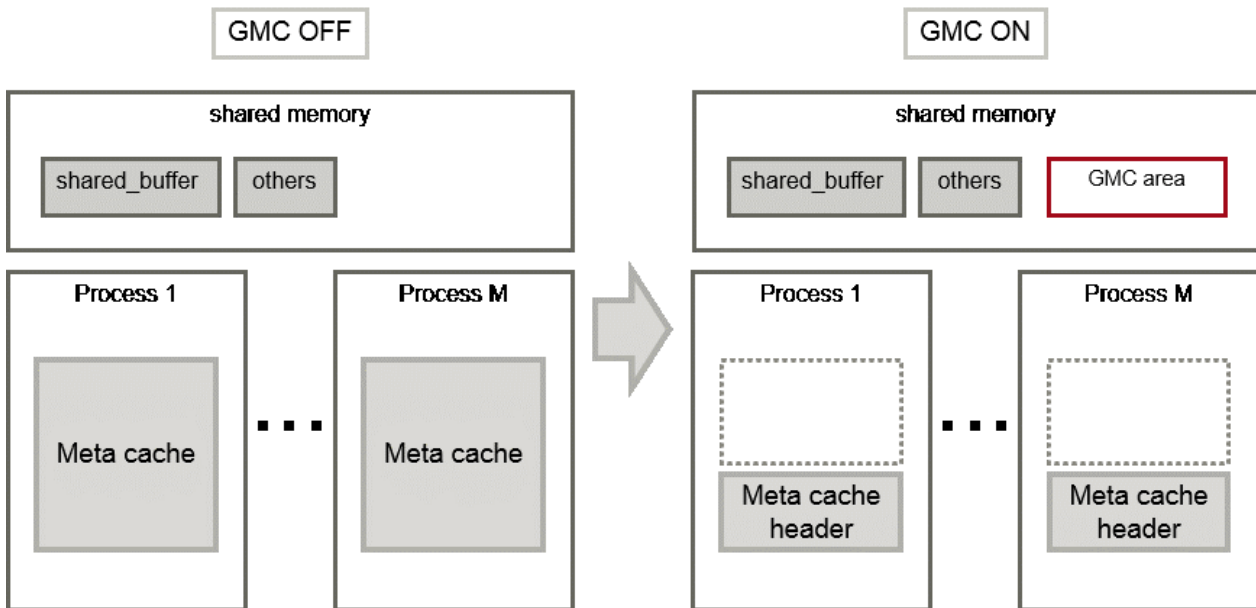 GMC OFF
GMC ON
shared memory
shared_buffer
others
shared memory
shared_buffer
others
GMC area
Process 1
Meta cache
Process M
Meta cache
Process 1
Meta cache
header
Process M
Meta cache
header